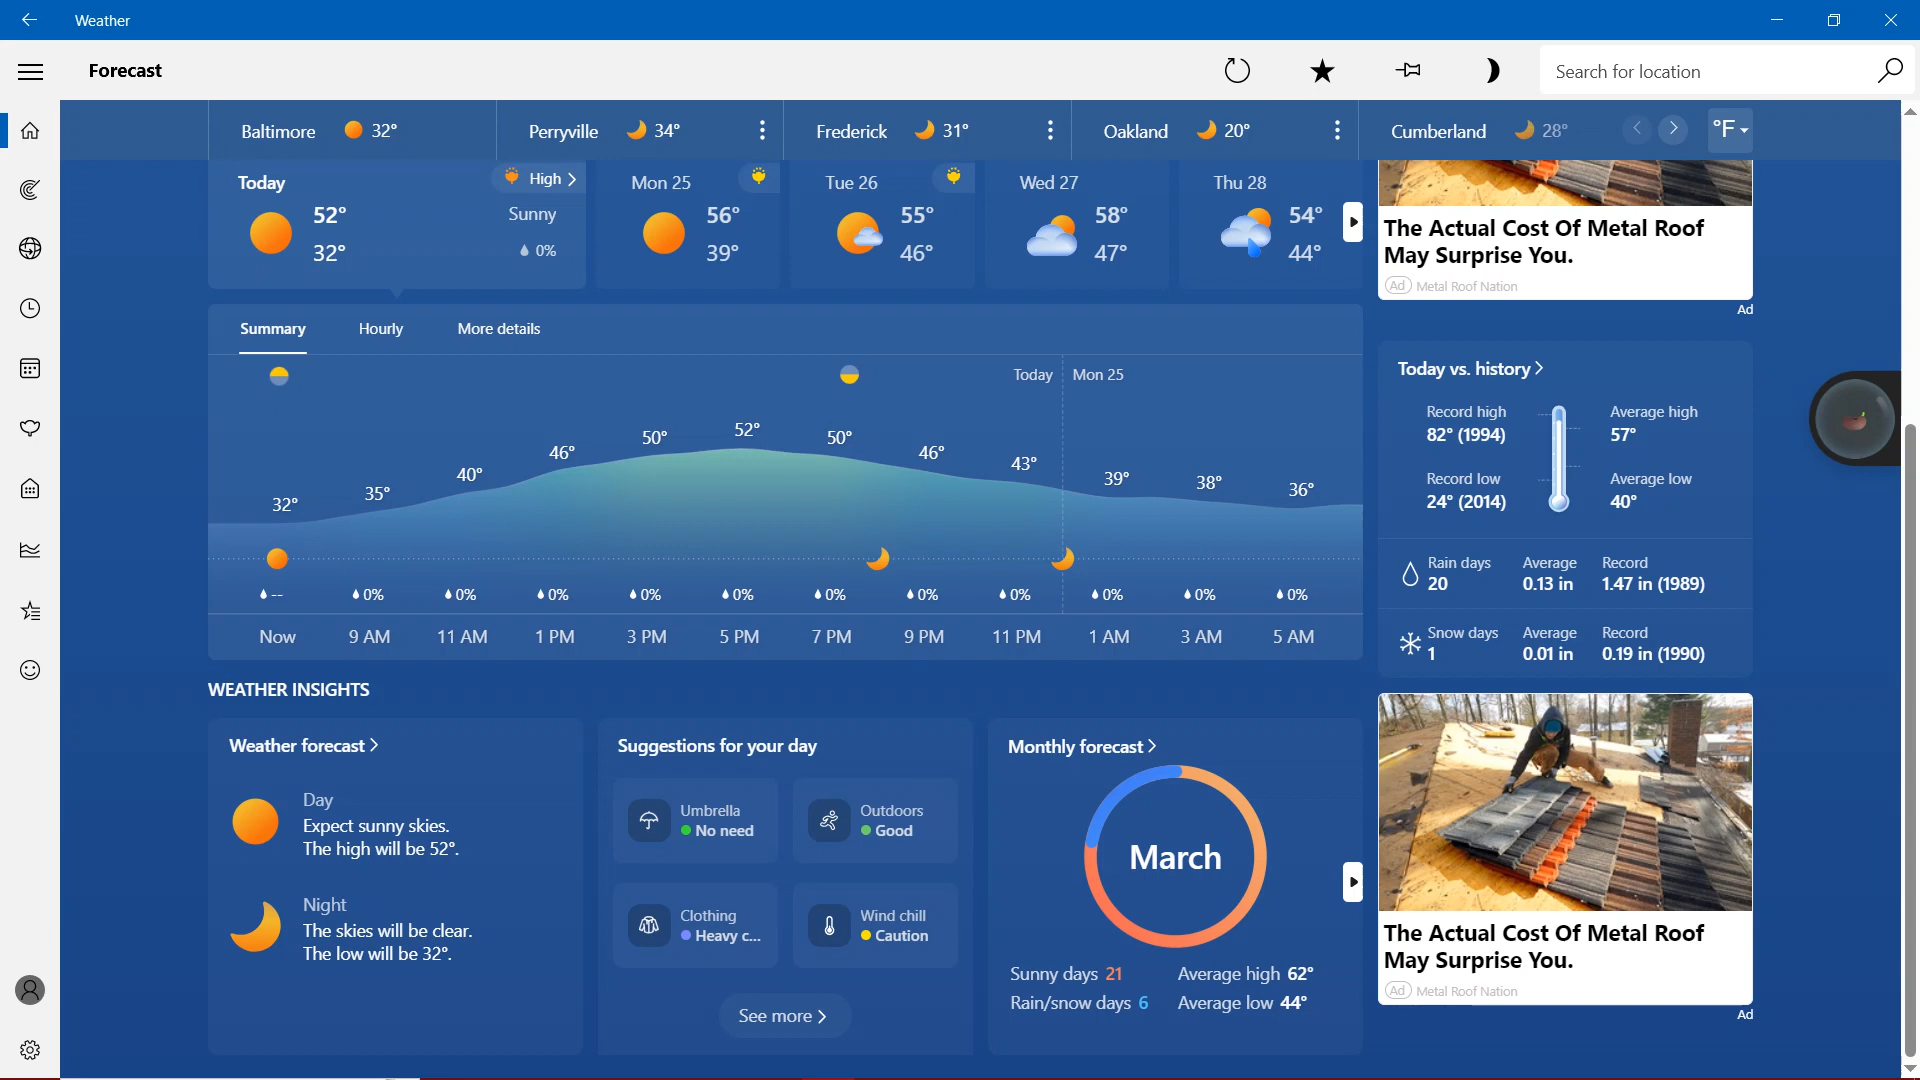 Weather
Forecast
Search for location
Baltimore 32°
Perryville 34°
Frederick 31°
Oakland 20°
Cumberland 28°
°F
Today
High
52°
32°
Sunny
0%
Mon 25
56°
39°
Tue 26
55°
46°
Wed 27
58°
47°
Thu 28
54°
44°
The Actual Cost Of Metal Roof
May Surprise You.
Ad Metal Roof Nation
Ad
Summary Hourly More details
Today Mon 25
32° 35° 40° 46° 50° 52° 50° 46° 43° 39° 38° 36°
-- 0% 0% 0% 0% 0% 0% 0% 0% 0% 0% 0%
Now 9 AM 11 AM 1 PM 3 PM 5 PM 7 PM 9 PM 11 PM 1 AM 3 AM 5 AM
Today vs. history
Record high Average high
82° (1994) 57°
Record low Average low
24° (2014) 40°
Rain days Average Record
20 0.13 in 1.47 in (1989)
Snow days Average Record
1 0.01 in 0.19 in (1990)
WEATHER INSIGHTS
Weather forecast
Day
Expect sunny skies.
The high will be 52°.
Night
The skies will be clear.
The low will be 32°.
Suggestions for your day
Umbrella
No need
Outdoors
Good
Clothing
Heavy c...
Wind chill
Caution
See more
Monthly forecast
March
Sunny days 21 Average high 62°
Rain/snow days 6 Average low 44°
The Actual Cost Of Metal Roof
May Surprise You.
Ad Metal Roof Nation
Ad